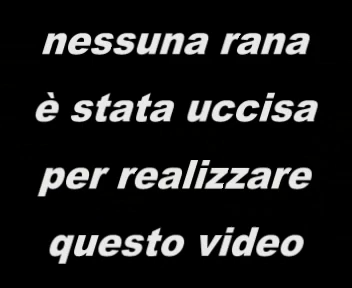 nessuna rana
è stata uccisa
per realizzare
questo video